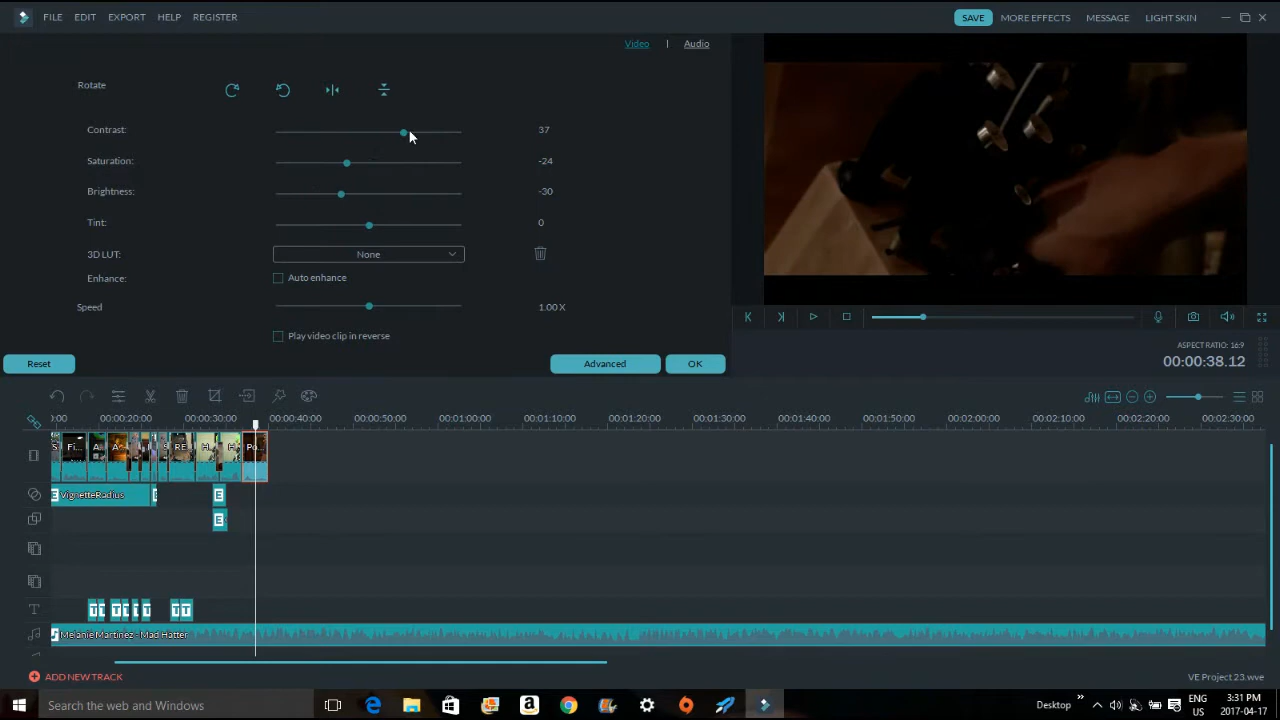 FILE EDIT EXPORT HELP REGISTER SAVE MORE EFFECTS MESSAGE LIGHT SKIN
Video | Audio
Rotate
Contrast: 37
Saturation: -24
Brightness: -30
Tint: 0
3D LUT: None
Enhance: Auto enhance
Speed 1.00 X
Play video clip in reverse
ASPECT RATIO: 16:9
00:00:38.12
Reset Advanced OK
0:00 00:00:20:00 00:00:30:00 00:00:40:00 00:00:50:00 00:01:00:00 00:01:10:00 00:01:20:00 00:01:30:00 00:01:40:00 00:01:50:00 00:02:00:00 00:02:10:00 00:02:20:00 00:02:30:00
S Fi... A A... RE H H Po...
E VignetteRadius E E
E
T T T T T T T T
Melanie Martinez - Mad Hatter
ADD NEW TRACK VE Project 23.wve
Search the web and Windows Desktop ENG US 3:31 PM 2017-04-17